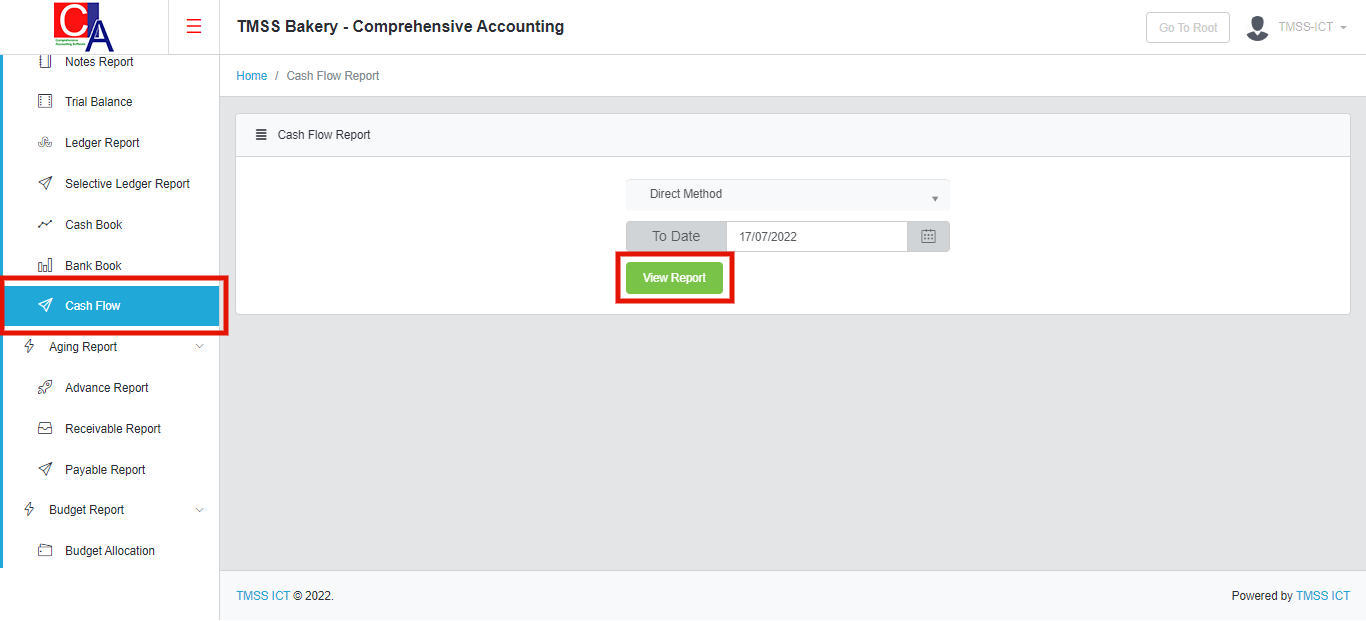 CA
Comprehensive
Accounting Software
TMSS Bakery - Comprehensive Accounting
Go To Root
TMSS-ICT
Notes Report
Trial Balance
Ledger Report
Selective Ledger Report
Cash Book
Bank Book
Cash Flow
Aging Report
Advance Report
Receivable Report
Payable Report
Budget Report
Budget Allocation
Home / Cash Flow Report
Cash Flow Report
Direct Method
To Date 17/07/2022
View Report
TMSS ICT © 2022.
Powered by TMSS ICT